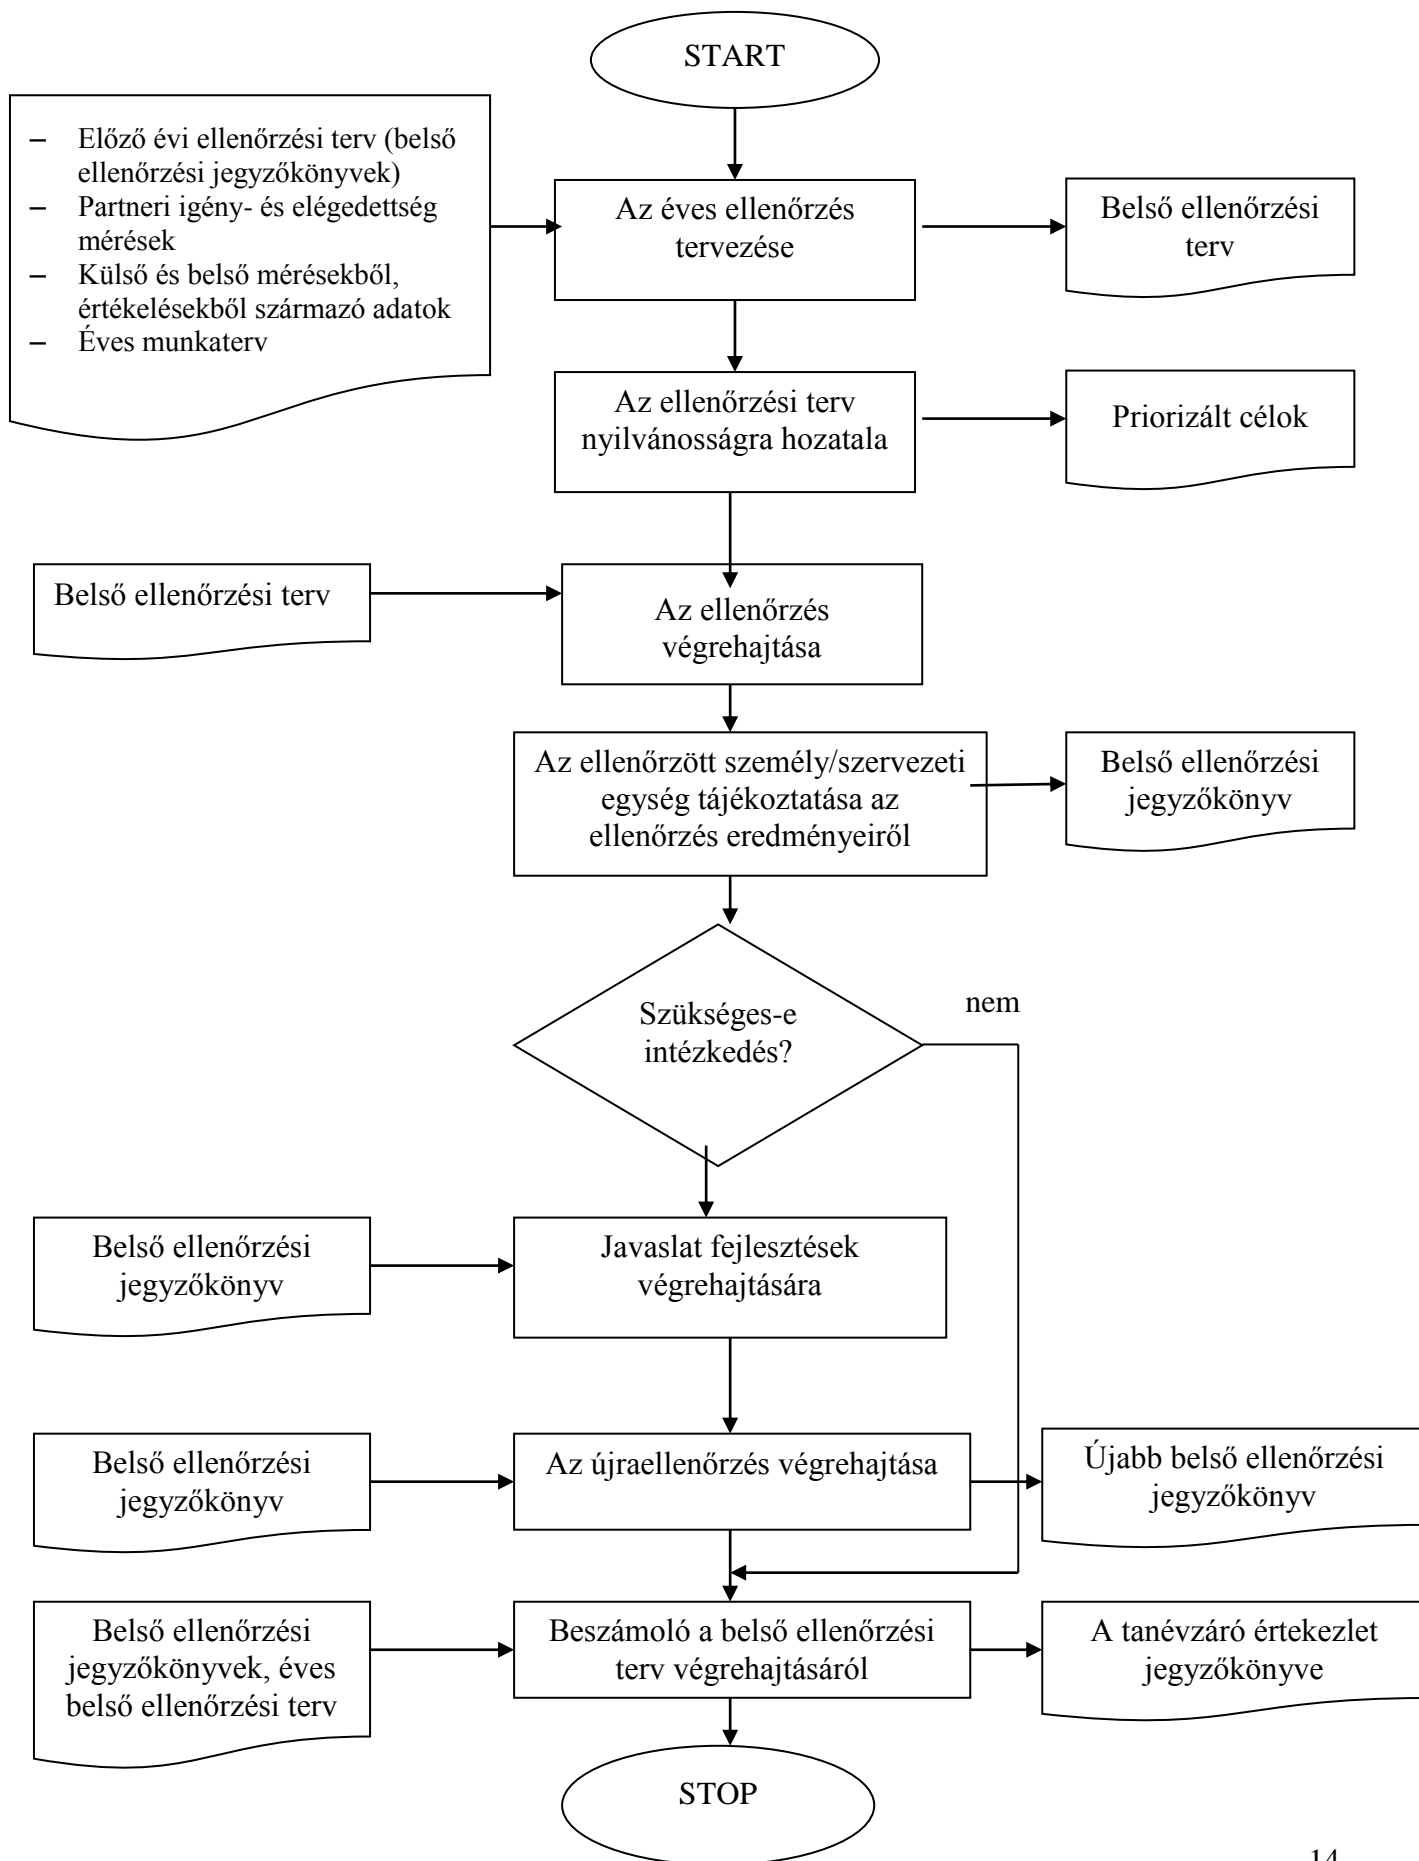 START
– Előző évi ellenőrzési terv (belső
ellenőrzési jegyzőkönyvek)
– Partneri igény- és elégedettség
mérések
– Külső és belső mérésekből,
értékelésekből származó adatok
– Éves munkaterv
Az éves ellenőrzés
tervezése
Belső ellenőrzési
terv
Az ellenőrzési terv
nyilvánosságra hozatala
Priorizált célok
Belső ellenőrzési terv
Az ellenőrzés
végrehajtása
Az ellenőrzött személy/szervezeti
egység tájékoztatása az
ellenőrzés eredményeiről
Belső ellenőrzési
jegyzőkönyv
Szükséges-e
intézkedés?
nem
Belső ellenőrzési
jegyzőkönyv
Javaslat fejlesztések
végrehajtására
Belső ellenőrzési
jegyzőkönyv
Az újraellenőrzés végrehajtása
Újabb belső ellenőrzési
jegyzőkönyv
Belső ellenőrzési
jegyzőkönyvek, éves
belső ellenőrzési terv
Beszámoló a belső ellenőrzési
terv végrehajtásáról
A tanévzáró értekezlet
jegyzőkönyve
STOP
14